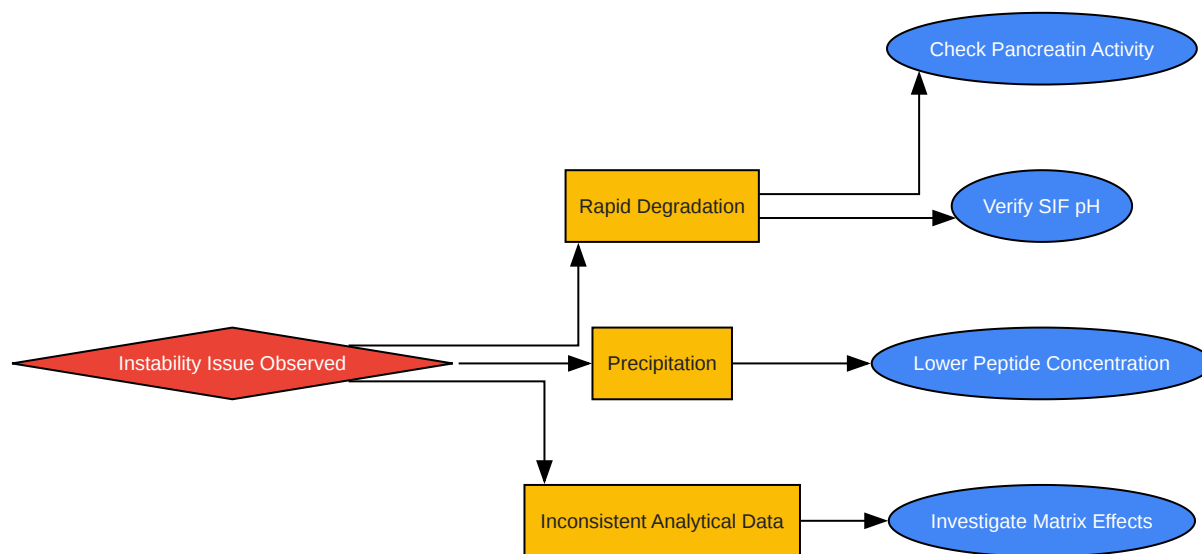 Check Pancreatin Activity
Rapid Degradation
Verify SIF pH
Instability Issue Observed
Precipitation
Lower Peptide Concentration
Inconsistent Analytical Data
Investigate Matrix Effects